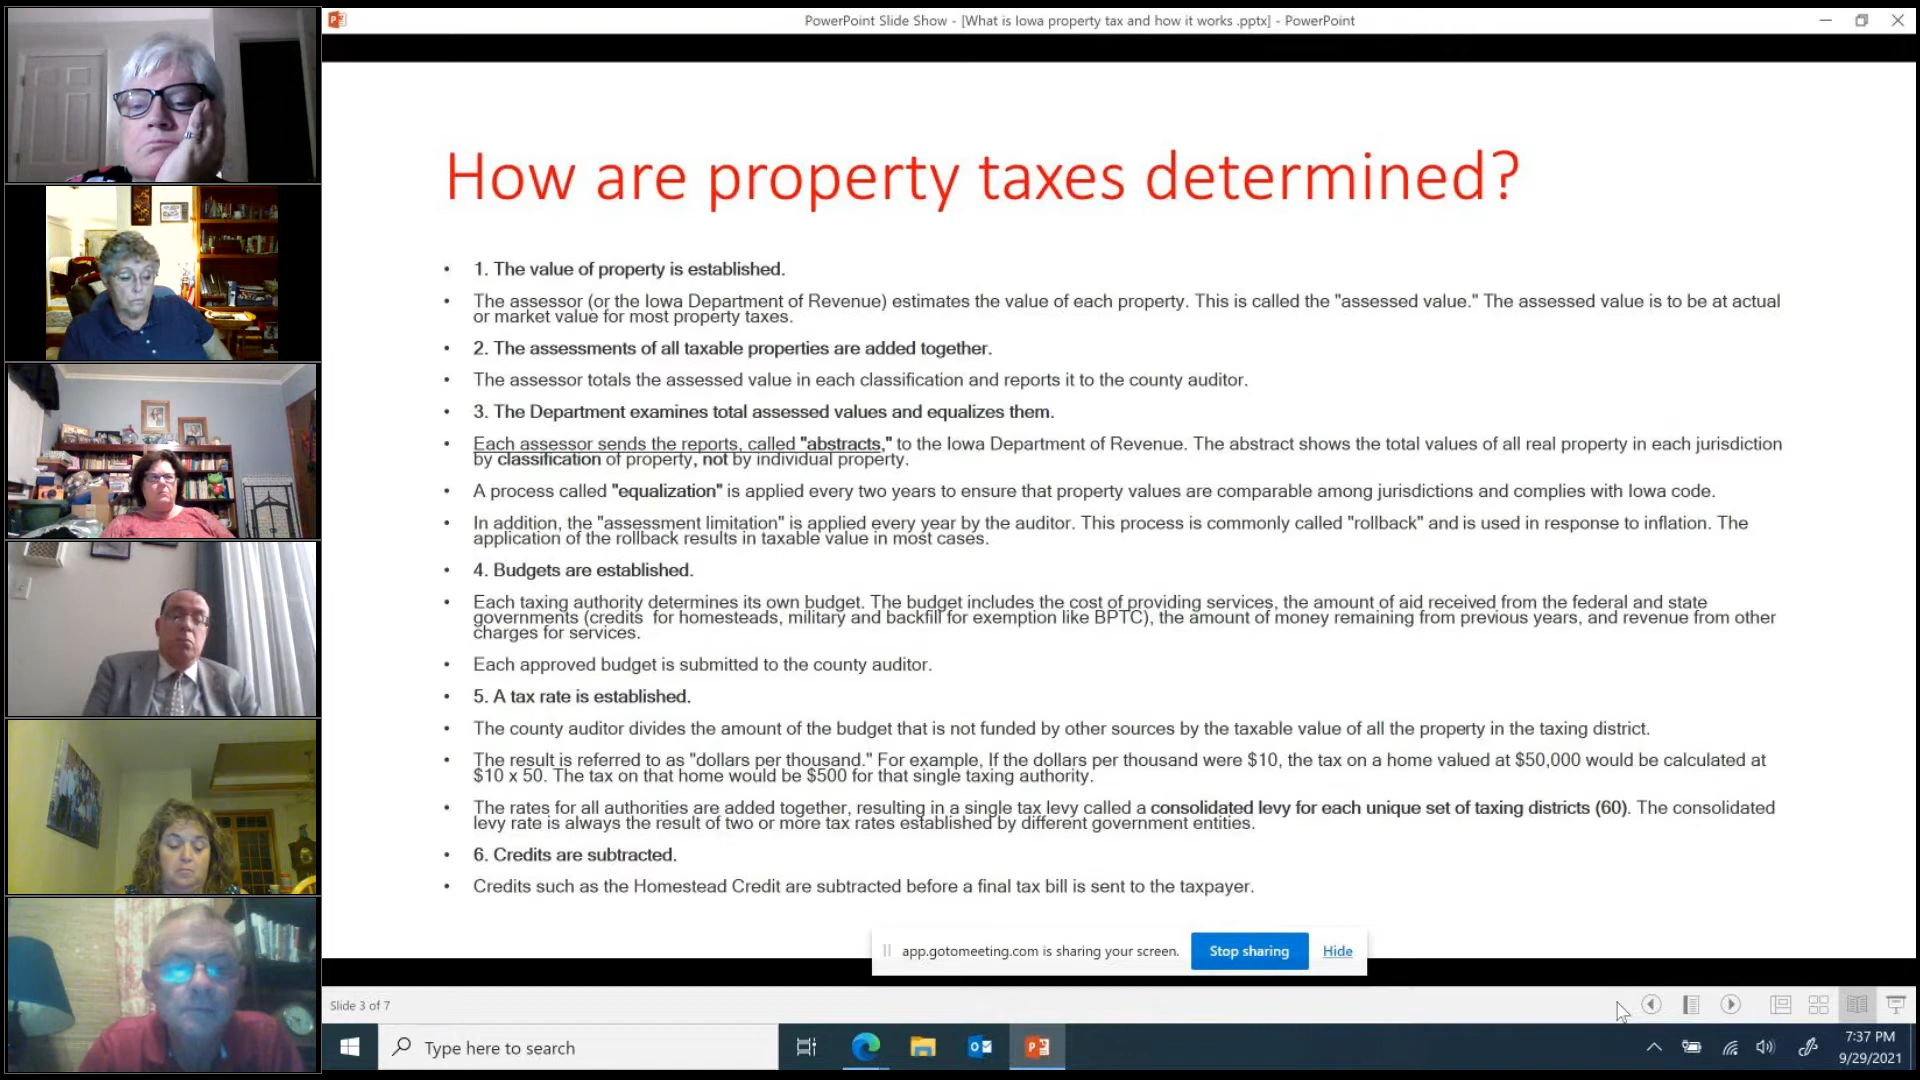 PowerPoint Slide Show - [What is Iowa property tax and how it works .pptx] - PowerPoint
How are property taxes determined?
• 1. The value of property is established.
• The assessor (or the Iowa Department of Revenue) estimates the value of each property. This is called the "assessed value." The assessed value is to be at actual
or market value for most property taxes.
• 2. The assessments of all taxable properties are added together.
• The assessor totals the assessed value in each classification and reports it to the county auditor.
• 3. The Department examines total assessed values and equalizes them.
• Each assessor sends the reports, called "abstracts," to the Iowa Department of Revenue. The abstract shows the total values of all real property in each jurisdiction
by classification of property, not by individual property.
• A process called "equalization" is applied every two years to ensure that property values are comparable among jurisdictions and complies with Iowa code.
• In addition, the "assessment limitation" is applied every year by the auditor. This process is commonly called "rollback" and is used in response to inflation. The
application of the rollback results in taxable value in most cases.
• 4. Budgets are established.
• Each taxing authority determines its own budget. The budget includes the cost of providing services, the amount of aid received from the federal and state
governments (credits for homesteads, military and backfill for exemption like BPTC), the amount of money remaining from previous years, and revenue from other
charges for services.
• Each approved budget is submitted to the county auditor.
• 5. A tax rate is established.
• The county auditor divides the amount of the budget that is not funded by other sources by the taxable value of all the property in the taxing district.
• The result is referred to as "dollars per thousand." For example, If the dollars per thousand were $10, the tax on a home valued at $50,000 would be calculated at
$10 x 50. The tax on that home would be $500 for that single taxing authority.
• The rates for all authorities are added together, resulting in a single tax levy called a consolidated levy for each unique set of taxing districts (60). The consolidated
levy rate is always the result of two or more tax rates established by different government entities.
• 6. Credits are subtracted.
• Credits such as the Homestead Credit are subtracted before a final tax bill is sent to the taxpayer.
app.gotomeeting.com is sharing your screen. Stop sharing Hide
Slide 3 of 7
Type here to search
7:37 PM
9/29/2021